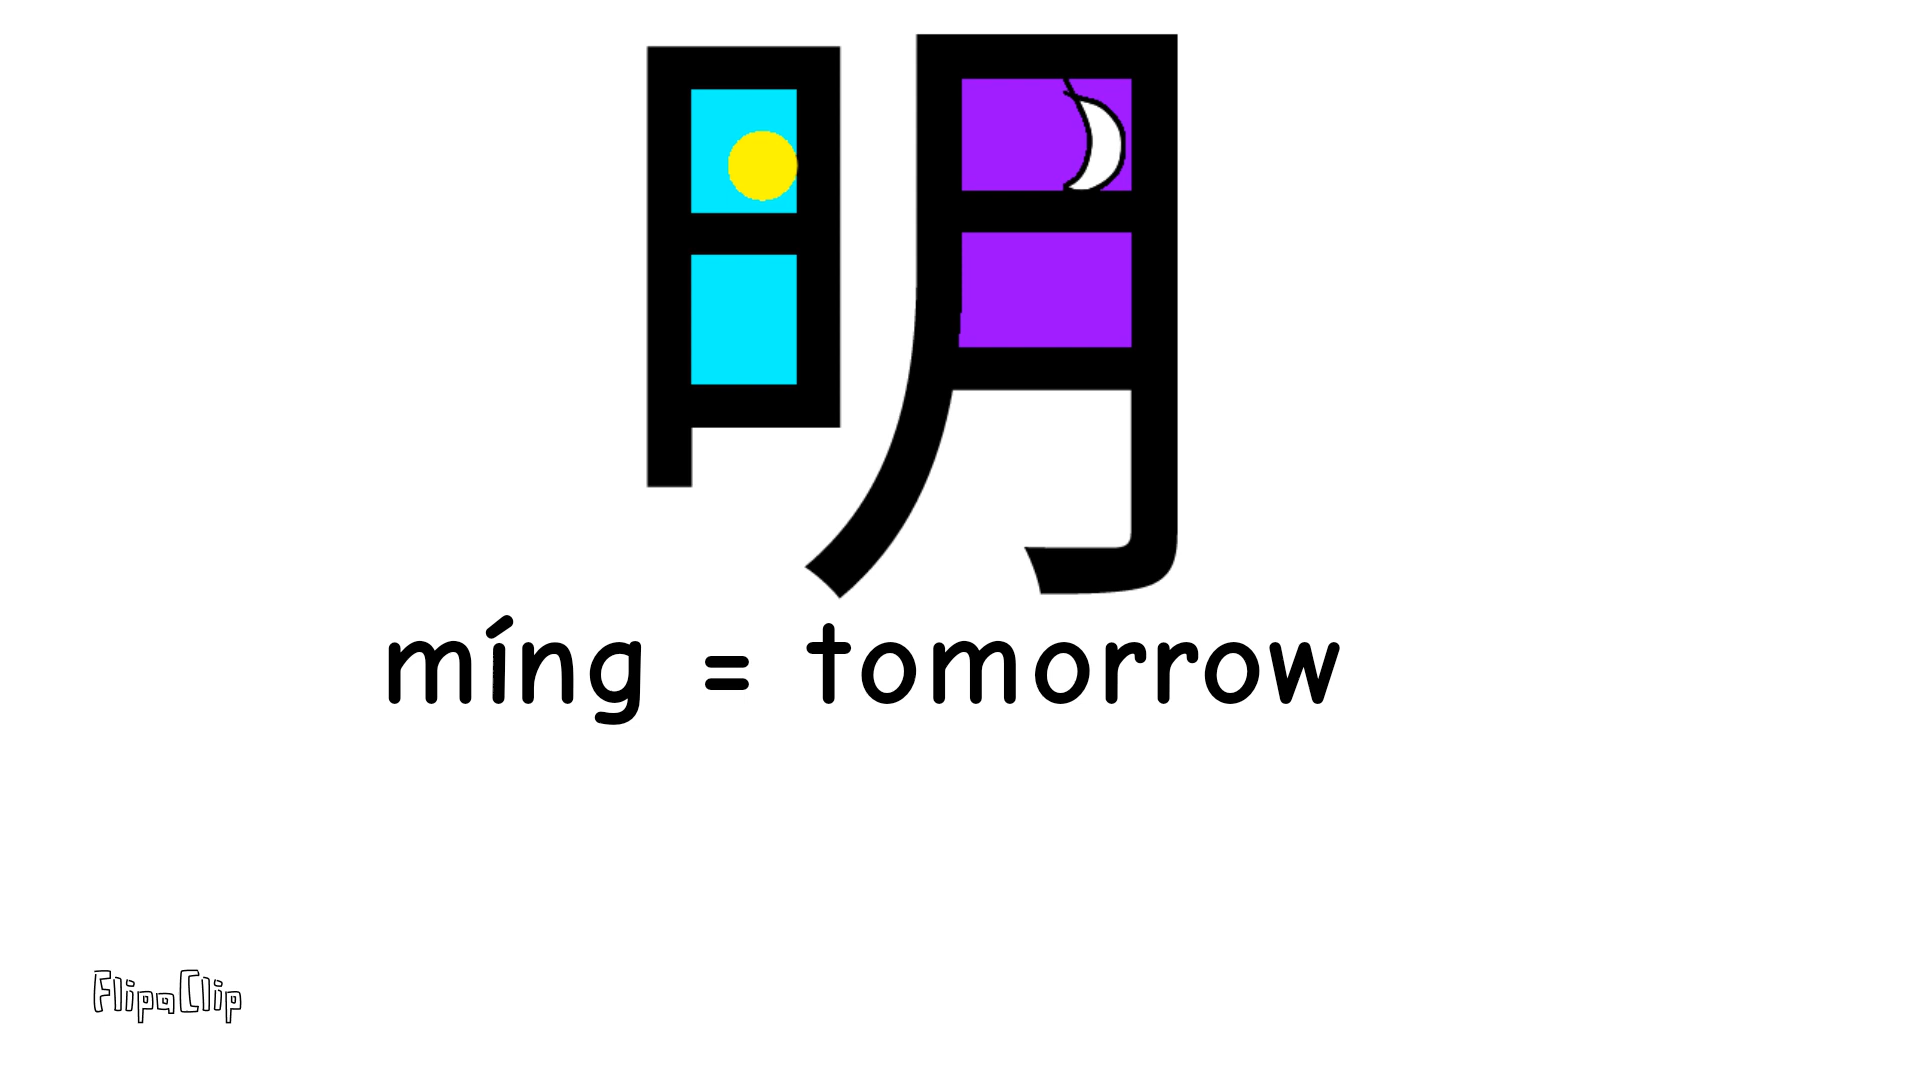 明
míng = tomorrow
FlipaClip